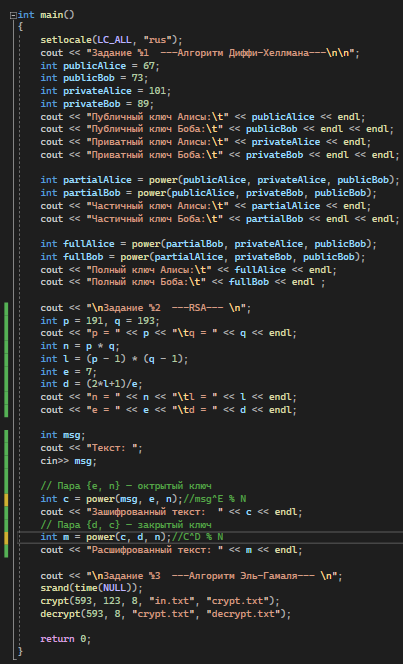 int main()
{
setlocale(LC_ALL, "rus");
cout << "Задание %1  ---Алгоритм Диффи-Хеллмана---\n\n";
int publicAlice = 67;
int publicBob = 73;
int privateAlice = 101;
int privateBob = 89;
cout << "Публичный ключ Алисы:\t" << publicAlice << endl;
cout << "Публичный ключ Боба:\t" << publicBob << endl << endl;
cout << "Приватный ключ Алисы:\t" << privateAlice << endl;
cout << "Приватный ключ Боба:\t" << privateBob << endl << endl;
int partialAlice = power(publicAlice, privateAlice, publicBob);
int partialBob = power(publicAlice, privateBob, publicBob);
cout << "Частичный ключ Алисы:\t" << partialAlice << endl;
cout << "Частичный ключ Боба:\t" << partialBob << endl << endl;
int fullAlice = power(partialBob, privateAlice, publicBob);
int fullBob = power(partialAlice, privateBob, publicBob);
cout << "Полный ключ Алисы:\t" << fullAlice << endl;
cout << "Полный ключ Боба:\t" << fullBob << endl ;
cout << "\nЗадание %2  ---RSA--- \n";
int p = 191, q = 193;
cout << "p = " << p << "\tq = " << q << endl;
int n = p * q;
int l = (p - 1) * (q - 1);
int e = 7;
int d = (2*l+1)/e;
cout << "n = " << n << "\tl = " << l << endl;
cout << "e = " << e << "\td = " << d << endl;
int msg;
cout << "Текст: ";
cin>> msg;
// Пара {e, n} — октрытый ключ
int c = power(msg, e, n);//msg^E % N
cout << "Зашифрованный текст:  " << c << endl;
// Пара {d, c} — закрытый ключ
int m = power(c, d, n);//C^D % N
cout << "Расшифрованный текст: " << m << endl;
cout << "\nЗадание %3  ---Алгоритм Эль-Гамаля--- \n";
srand(time(NULL));
crypt(593, 123, 8, "in.txt", "crypt.txt");
decrypt(593, 8, "crypt.txt", "decrypt.txt");
return 0;
}